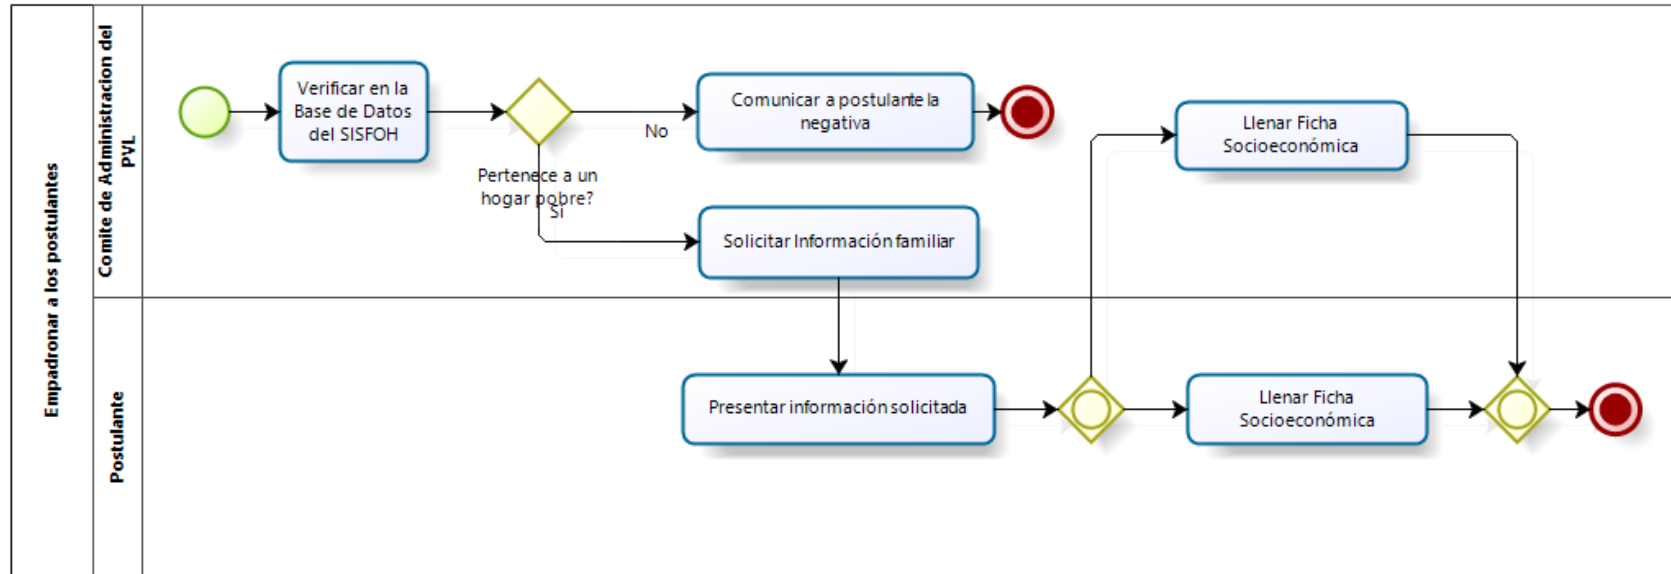 Empadronar a los postulantes
Comite de Administracion del
PVL
Verificar en la
Base de Datos
del SISFOH
Pertenece a un
hogar pobre?
No
Si
Comunicar a postulante la
negativa
Solicitar Información familiar
Llenar Ficha
Socioeconómica
Postulante
Presentar información solicitada
Llenar Ficha
Socioeconómica